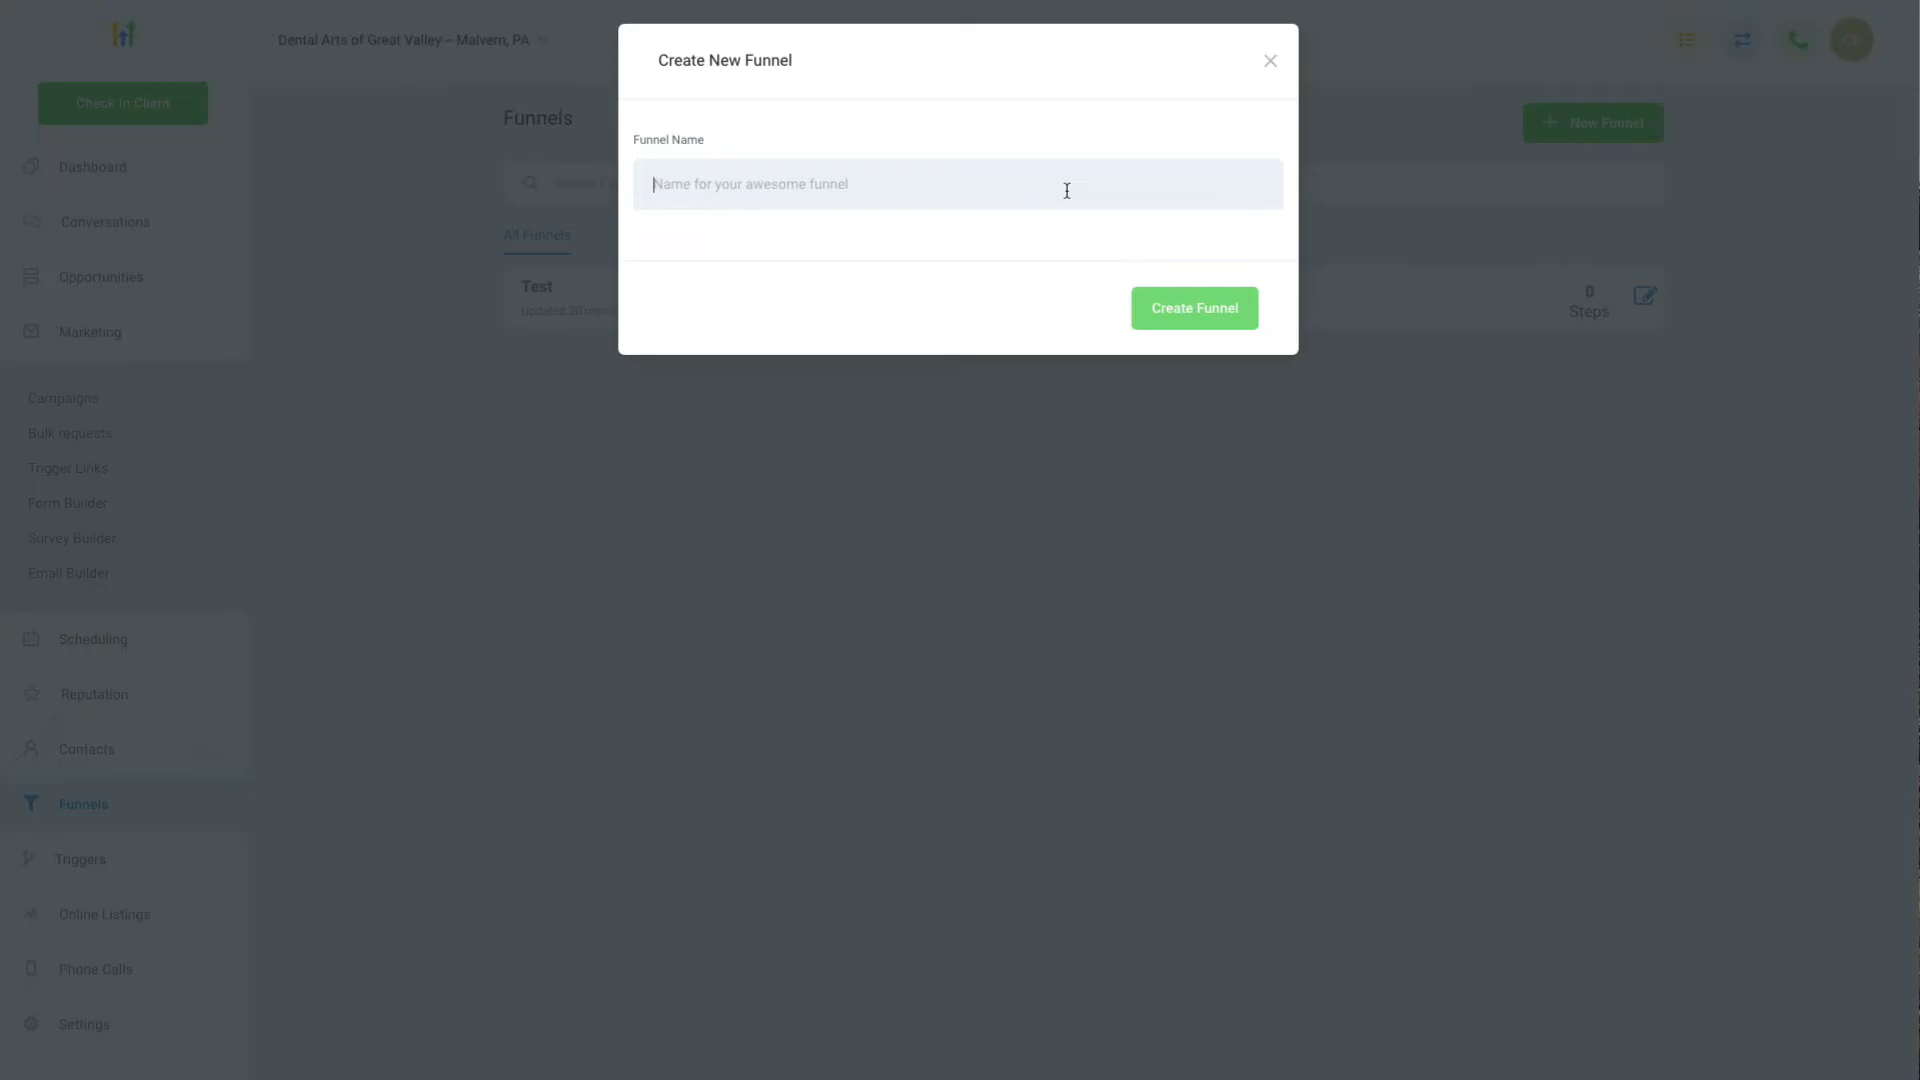 Dental Arts of Great Valley – Malvern, PA
Create New Funnel
Check In Client
Funnels
New Funnel
Funnel Name
Name for your awesome funnel
Dashboard
Conversations
All Funnels
Opportunities
Test
Updated 20
0
Steps
Create Funnel
Marketing
Campaigns
Bulk requests
Trigger Links
Form Builder
Survey Builder
Email Builder
Scheduling
Reputation
Contacts
Funnels
Triggers
Online Listings
Phone Calls
Settings